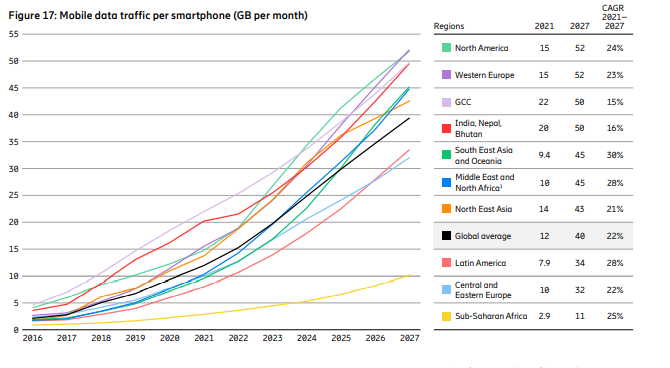 Figure 17: Mobile data traffic per smartphone (GB per month)
55
50
45
40
35
30
25
20
15
10
5
0
2016 2017 2018 2019 2020 2021 2022 2023 2024 2025 2026 2027
CAGR
2021–
Regions 2021 2027 2027
North America 15 52 24%
Western Europe 15 52 23%
GCC 22 50 15%
India, Nepal,
Bhutan 20 50 16%
South East Asia
and Oceania 9.4 45 30%
Middle East and
North Africa¹ 10 45 28%
North East Asia 14 43 21%
Global average 12 40 22%
Latin America 7.9 34 28%
Central and
Eastern Europe 10 32 22%
Sub-Saharan Africa 2.9 11 25%